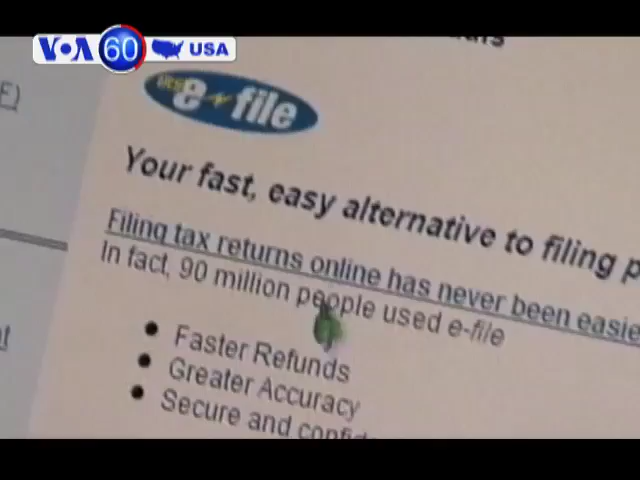 VOA 60 USA
F)
e file
Your fast, easy alternative to filing p
Filing tax returns online has never been easie
In fact, 90 million people used e-file
Faster Refunds
Greater Accuracy
Secure and confid